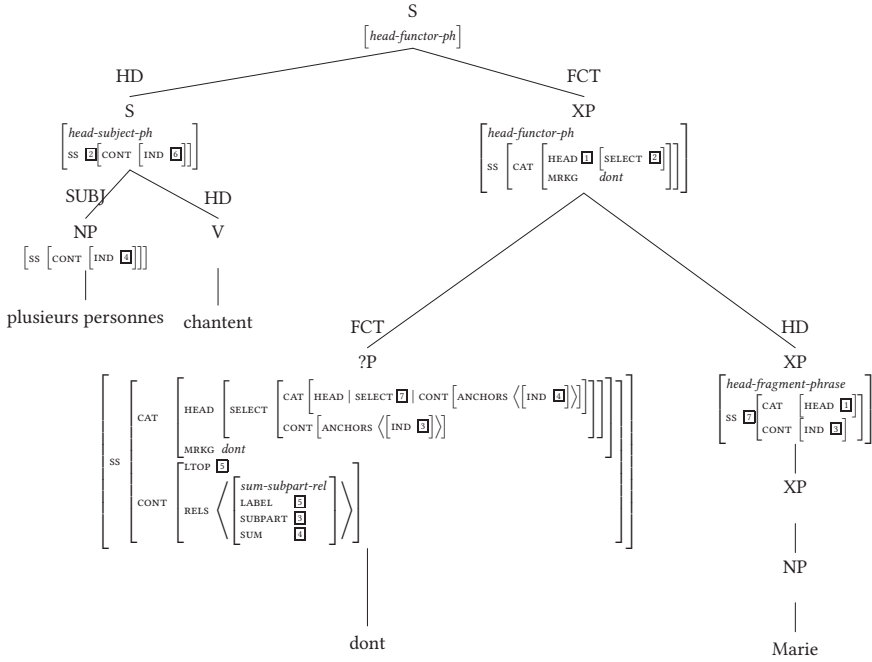 S
[head-functor-ph]
HD FCT
S XP
[head-subject-ph
SS 2[CONT [IND 6]]]
[head-functor-ph
SS [CAT [HEAD 1 [SELECT 2]
MRKG dont]]]
SUBJ HD
NP V
[SS [CONT [IND 4]]]
plusieurs personnes chantent
FCT HD
?P XP
[SS [CAT [HEAD [SELECT [CAT [HEAD | SELECT 7 | CONT [ANCHORS ⟨[IND 4]⟩]]
CONT [ANCHORS ⟨[IND 3]⟩]]]
MRKG dont]
CONT [LTOP 5
RELS ⟨[sum-subpart-rel
LABEL 5
SUBPART 3
SUM 4]⟩]]]
[head-fragment-phrase
SS 7[CAT [HEAD 1]
CONT [IND 3]]]
XP
NP
dont
Marie